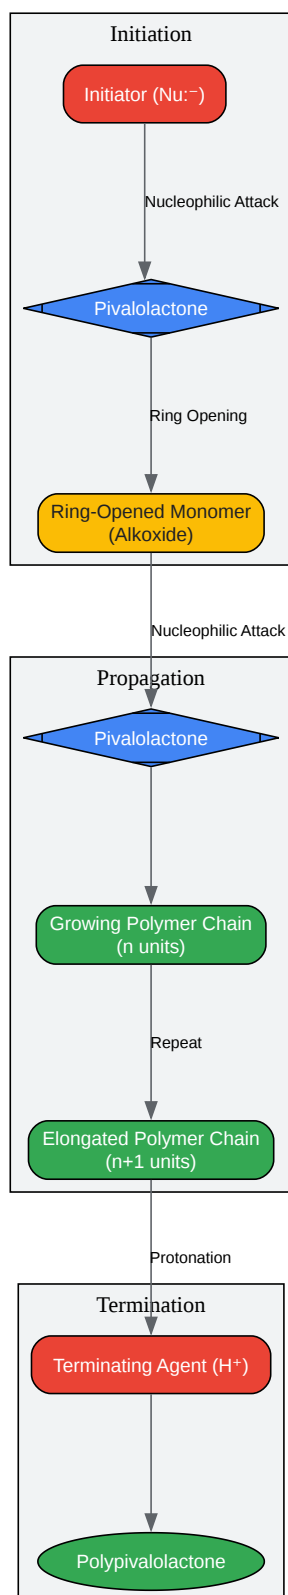 Initiation
Initiator (Nu:⁻)
Nucleophilic Attack
Pivalolactone
Ring Opening
Ring-Opened Monomer
(Alkoxide)
Nucleophilic Attack
Propagation
Pivalolactone
Growing Polymer Chain
(n units)
Repeat
Elongated Polymer Chain
(n+1 units)
Protonation
Termination
Terminating Agent (H⁺)
Polypivalolactone